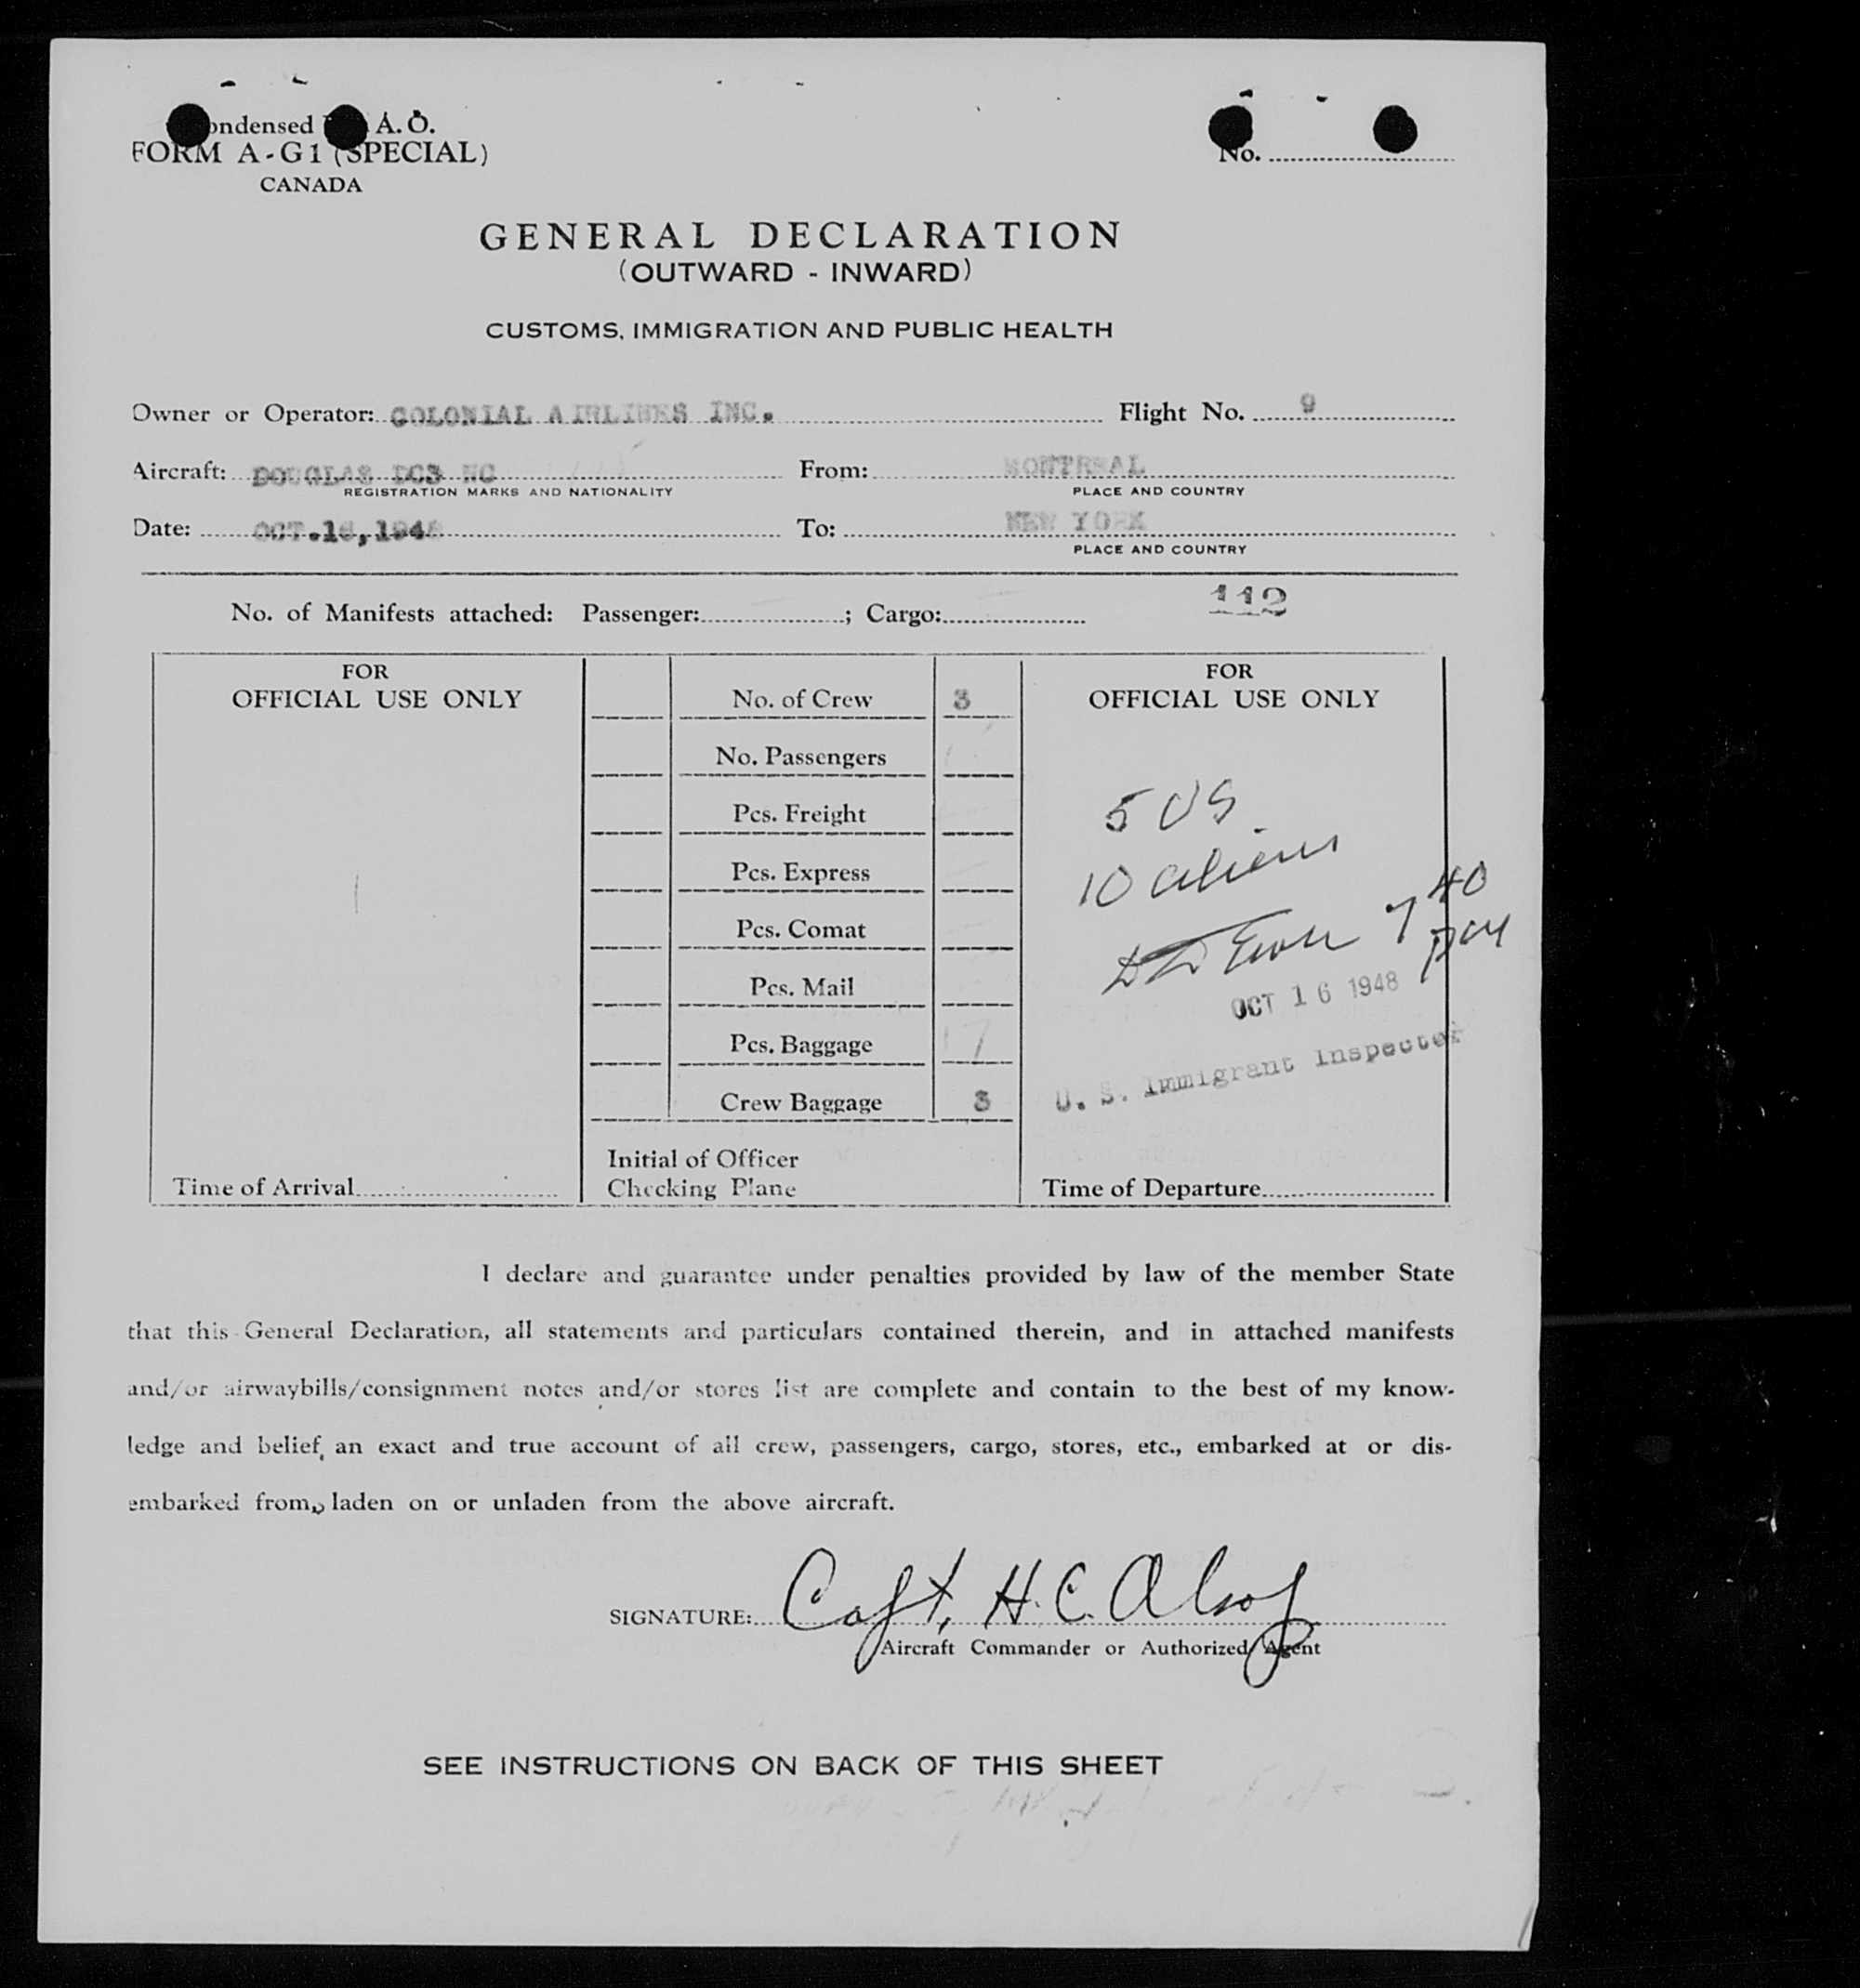 ondensed A. O.
FORM A-G1 (SPECIAL)
CANADA
No.
GENERAL DECLARATION
(OUTWARD - INWARD)
CUSTOMS, IMMIGRATION AND PUBLIC HEALTH
Owner or Operator: COLONIAL AIRLINES INC. Flight No. 9
Aircraft: DOUGLAS DC3 NC From: MONTREAL
REGISTRATION MARKS AND NATIONALITY PLACE AND COUNTRY
Date: OCT.16,1948 To: NEW YORK
PLACE AND COUNTRY
112
No. of Manifests attached: Passenger: ; Cargo:
FOR OFFICIAL USE ONLY
Time of Arrival
No. of Crew 3
No. Passengers
Pcs. Freight
Pcs. Express
Pcs. Comat
Pcs. Mail
Pcs. Baggage 17
Crew Baggage 3
Initial of Officer
Checking Plane
FOR
OFFICIAL USE ONLY
5 US
10 aliens
7 40 PM
OCT 16 1948
U. S. Immigrant Inspector
Time of Departure
I declare and guarantee under penalties provided by law of the member State
that this General Declaration, all statements and particulars contained therein, and in attached manifests
and/or airwaybills/consignment notes and/or stores list are complete and contain to the best of my know-
ledge and belief, an exact and true account of all crew, passengers, cargo, stores, etc., embarked at or dis-
embarked from, laden on or unladen from the above aircraft.
SIGNATURE: Capt. H. C. Alsop
Aircraft Commander or Authorized Agent
SEE INSTRUCTIONS ON BACK OF THIS SHEET